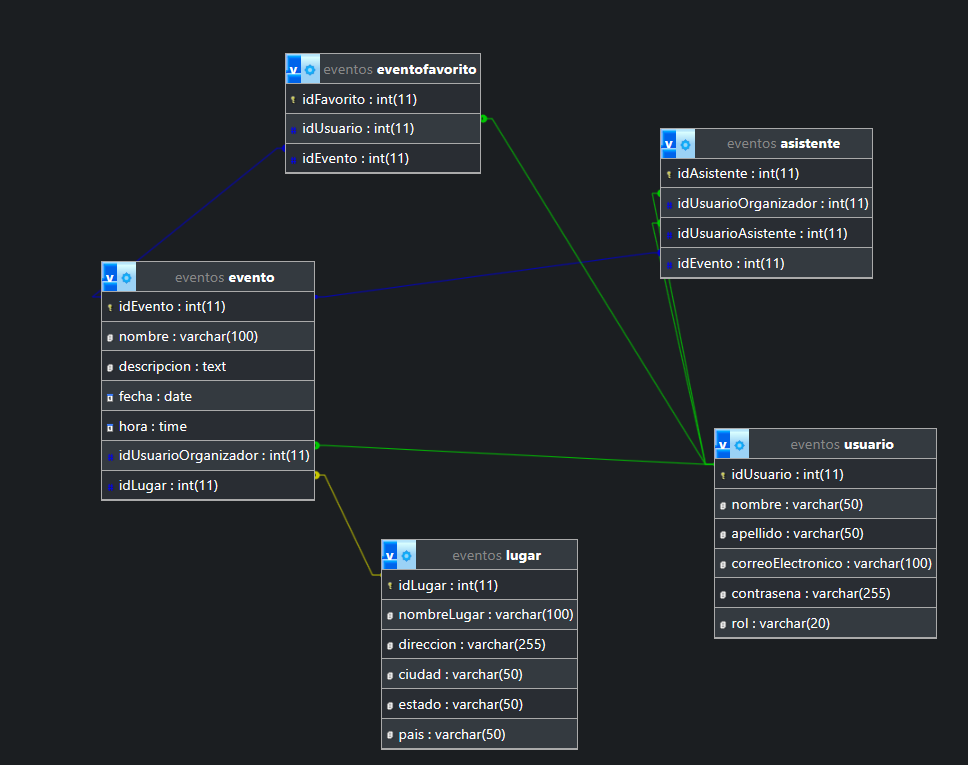 eventos eventofavorito
idFavorito : int(11)
idUsuario : int(11)
idEvento : int(11)
eventos asistente
idAsistente : int(11)
idUsuarioOrganizador : int(11)
idUsuarioAsistente : int(11)
idEvento : int(11)
eventos evento
idEvento : int(11)
nombre : varchar(100)
descripcion : text
fecha : date
hora : time
idUsuarioOrganizador : int(11)
idLugar : int(11)
eventos usuario
idUsuario : int(11)
nombre : varchar(50)
apellido : varchar(50)
correoElectronico : varchar(100)
contrasena : varchar(255)
rol : varchar(20)
eventos lugar
idLugar : int(11)
nombreLugar : varchar(100)
direccion : varchar(255)
ciudad : varchar(50)
estado : varchar(50)
pais : varchar(50)